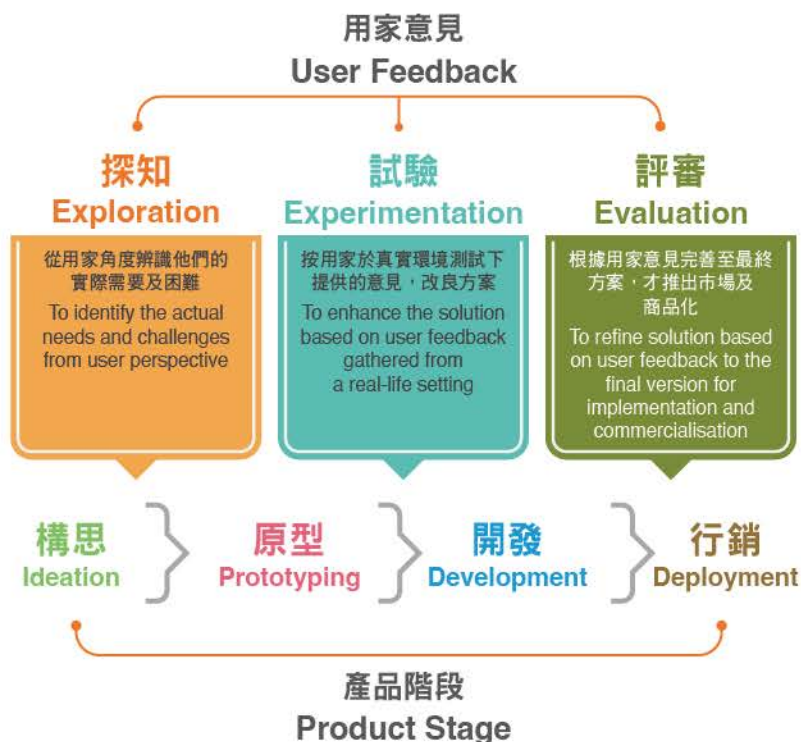 用家意見
User Feedback
探知
Exploration
從用家角度辨識他們的
實際需要及困難
To identify the actual
needs and challenges
from user perspective
試驗
Experimentation
按用家於真實環境測試下
提供的意見，改良方案
To enhance the solution
based on user feedback
gathered from
a real-life setting
評審
Evaluation
根據用家意見完善至最終
方案，才推出市場及
商品化
To refine solution based
on user feedback to the
final version for
implementation and
commercialisation
構思
Ideation
原型
Prototyping
開發
Development
行銷
Deployment
產品階段
Product Stage